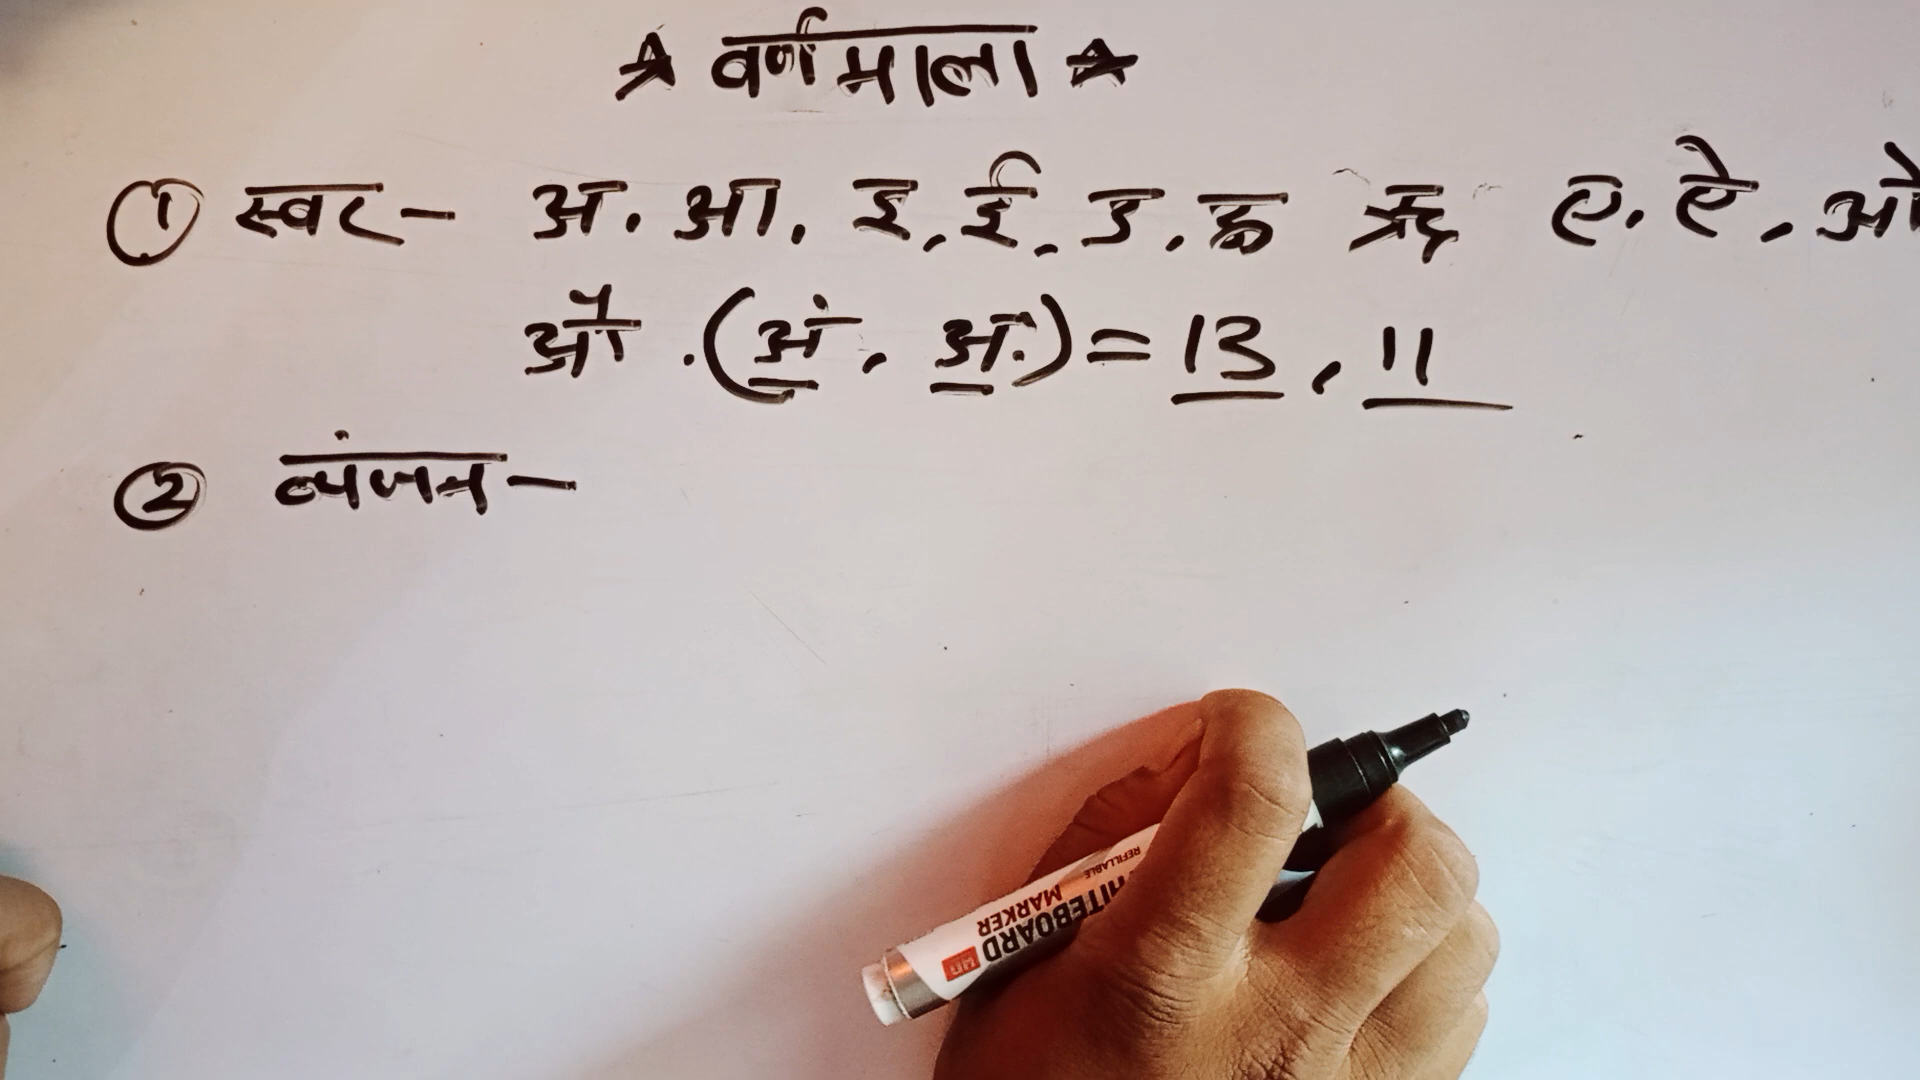 ☆ वर्णमाला ☆
① स्वर - अ, आ, इ, ई, उ, ऊ ऋ ए, ऐ, ओ
औ, (अं, अः) = 13, 11
② व्यंजन -
REFILLABLE
WHITEBOARD
MARKER